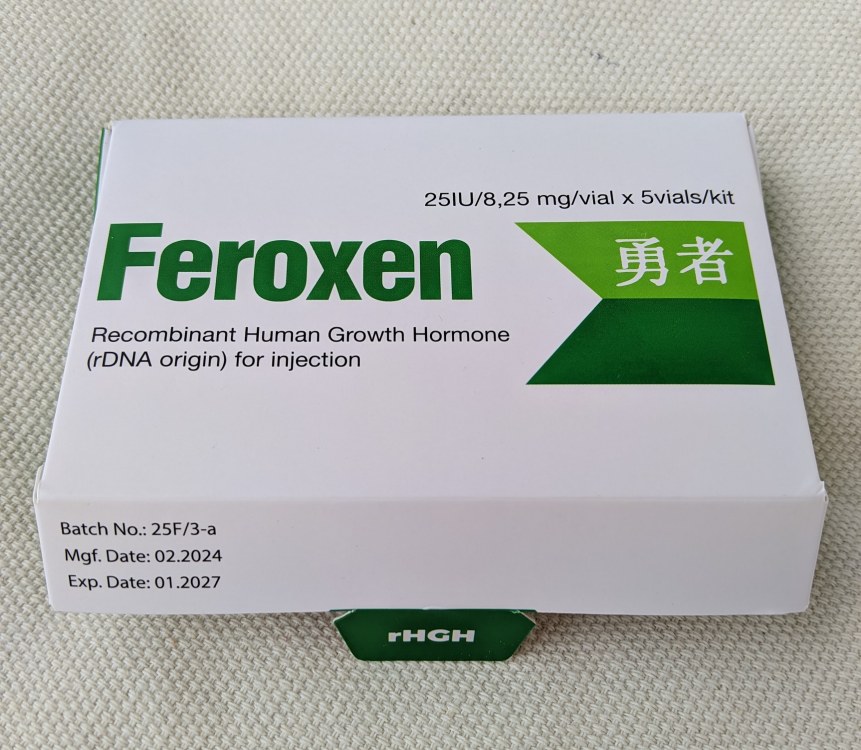 25IU/8,25 mg/vial x 5vials/kit
Feroxen
勇者
Recombinant Human Growth Hormone
(rDNA origin) for injection
Batch No.: 25F/3-a
Mgf. Date: 02.2024
Exp. Date: 01.2027
rHGH